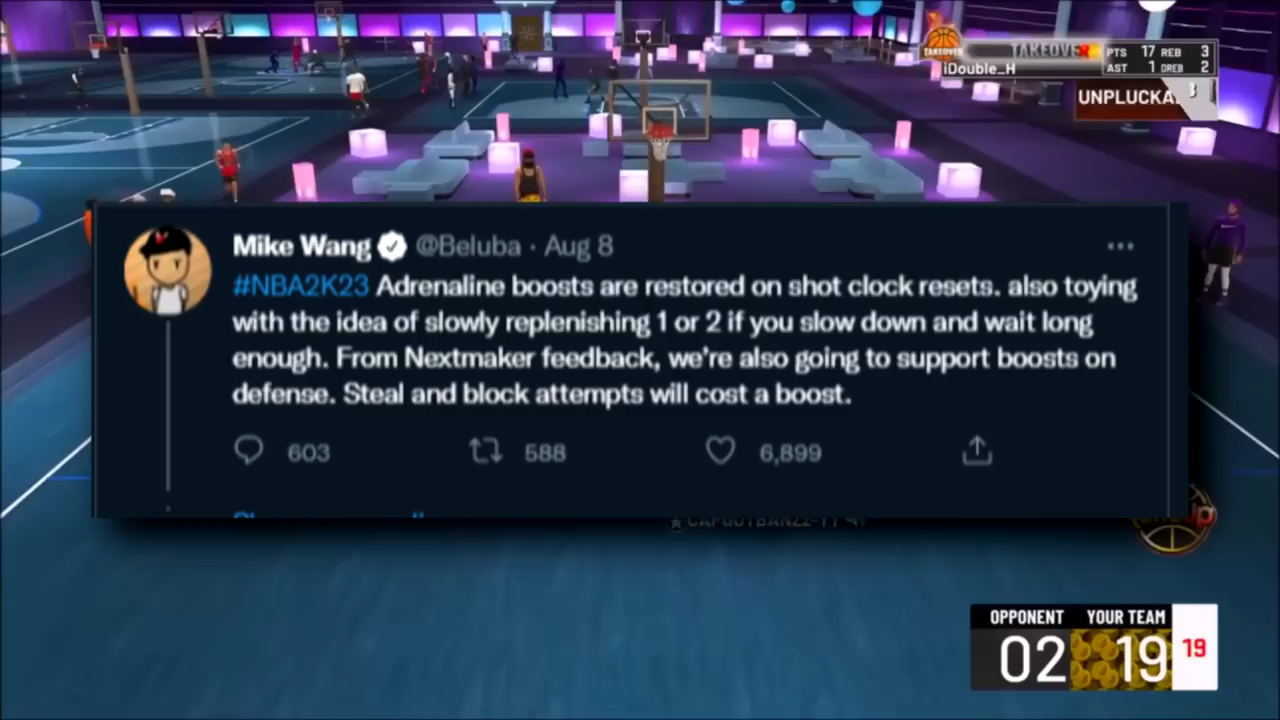 TAKEOVER
TAKEOVER
PTS 17 REB 3
iDouble_H
AST 1 DREB 2
3
Mike Wang @Beluba · Aug 8
#NBA2K23 Adrenaline boosts are restored on shot clock resets. also toying
with the idea of slowly replenishing 1 or 2 if you slow down and wait long
enough. From Nextmaker feedback, we're also going to support boosts on
defense. Steal and block attempts will cost a boost.
603 588 6,899
OPPONENT YOUR TEAM
02 19 19